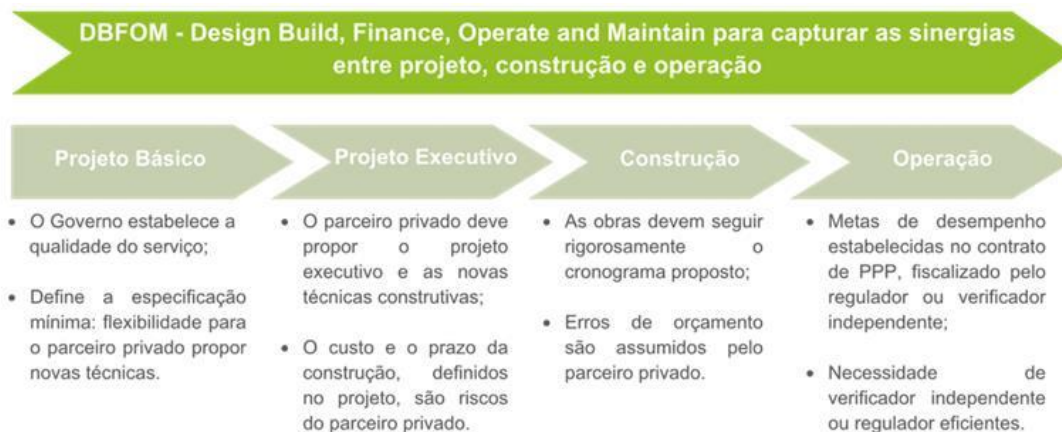 DBFOM - Design Build, Finance, Operate and Maintain para capturar as sinergias
entre projeto, construção e operação
Projeto Básico
• O Governo estabelece a
qualidade do serviço;
• Define a especificação
mínima: flexibilidade para
o parceiro privado propor
novas técnicas.
Projeto Executivo
• O parceiro privado deve
propor o projeto
executivo e as novas
técnicas construtivas;
• O custo e o prazo da
construção, definidos
no projeto, são riscos
do parceiro privado.
Construção
• As obras devem seguir
rigorosamente o
cronograma proposto;
• Erros de orçamento
são assumidos pelo
parceiro privado.
Operação
• Metas de desempenho
estabelecidas no contrato
de PPP, fiscalizado pelo
regulador ou verificador
independente;
• Necessidade de
verificador independente
ou regulador eficientes.